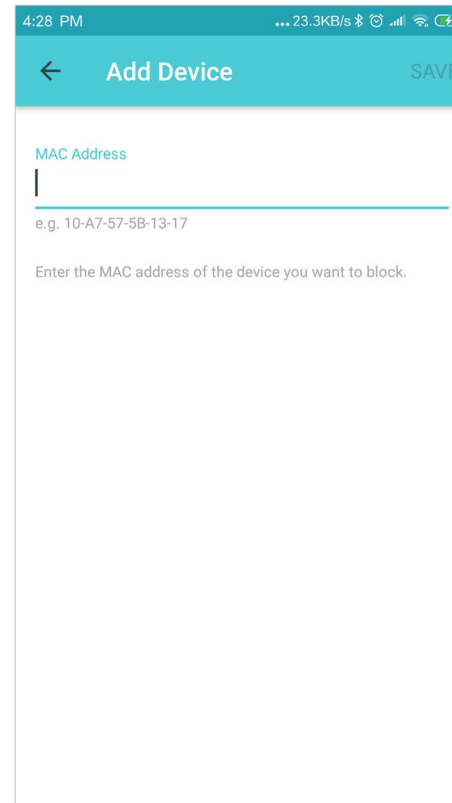 4:28 PM ... 23.3KB/s
Add Device SAVE
MAC Address
e.g. 10-A7-57-5B-13-17
Enter the MAC address of the device you want to block.